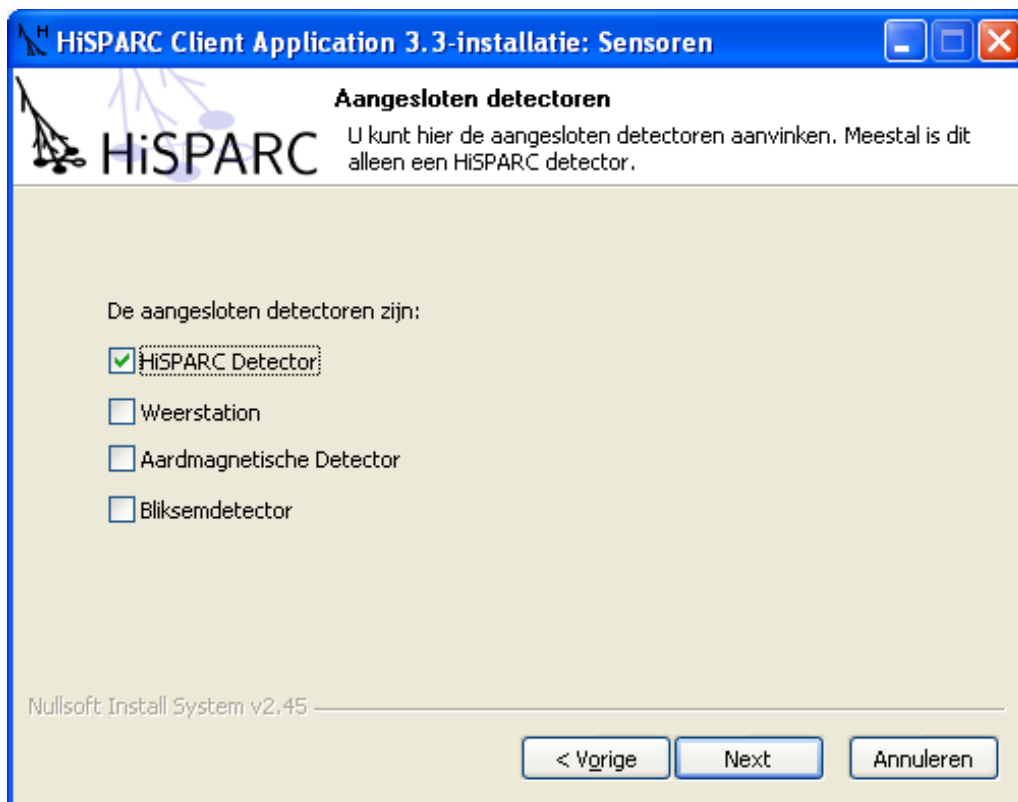 HiSPARC Client Application 3.3-installatie: Sensoren
HiSPARC
Aangesloten detectoren
U kunt hier de aangesloten detectoren aanvinken. Meestal is dit
alleen een HiSPARC detector.
De aangesloten detectoren zijn:
HiSPARC Detector
Weerstation
Aardmagnetische Detector
Bliksemdetector
Nullsoft Install System v2.45
< Vorige
Next
Annuleren